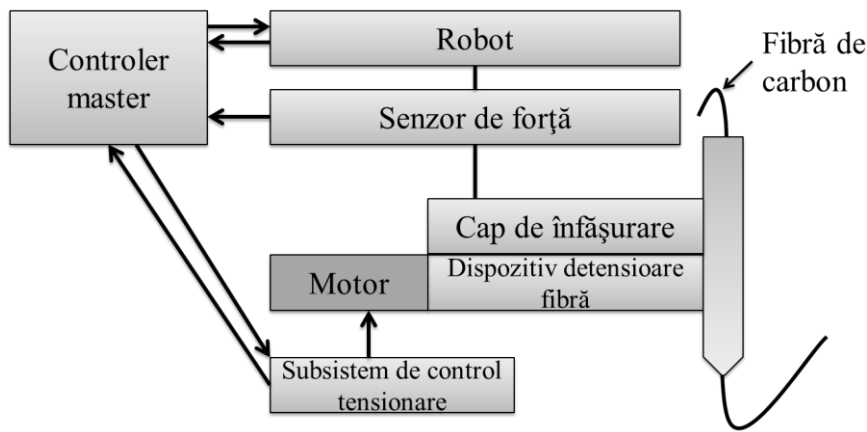 Controler
master
Robot
Senzor de forţă
Fibră de
carbon
Cap de înfăşurare
Motor
Dispozitiv detensioare
fibră
Subsistem de control
tensionare